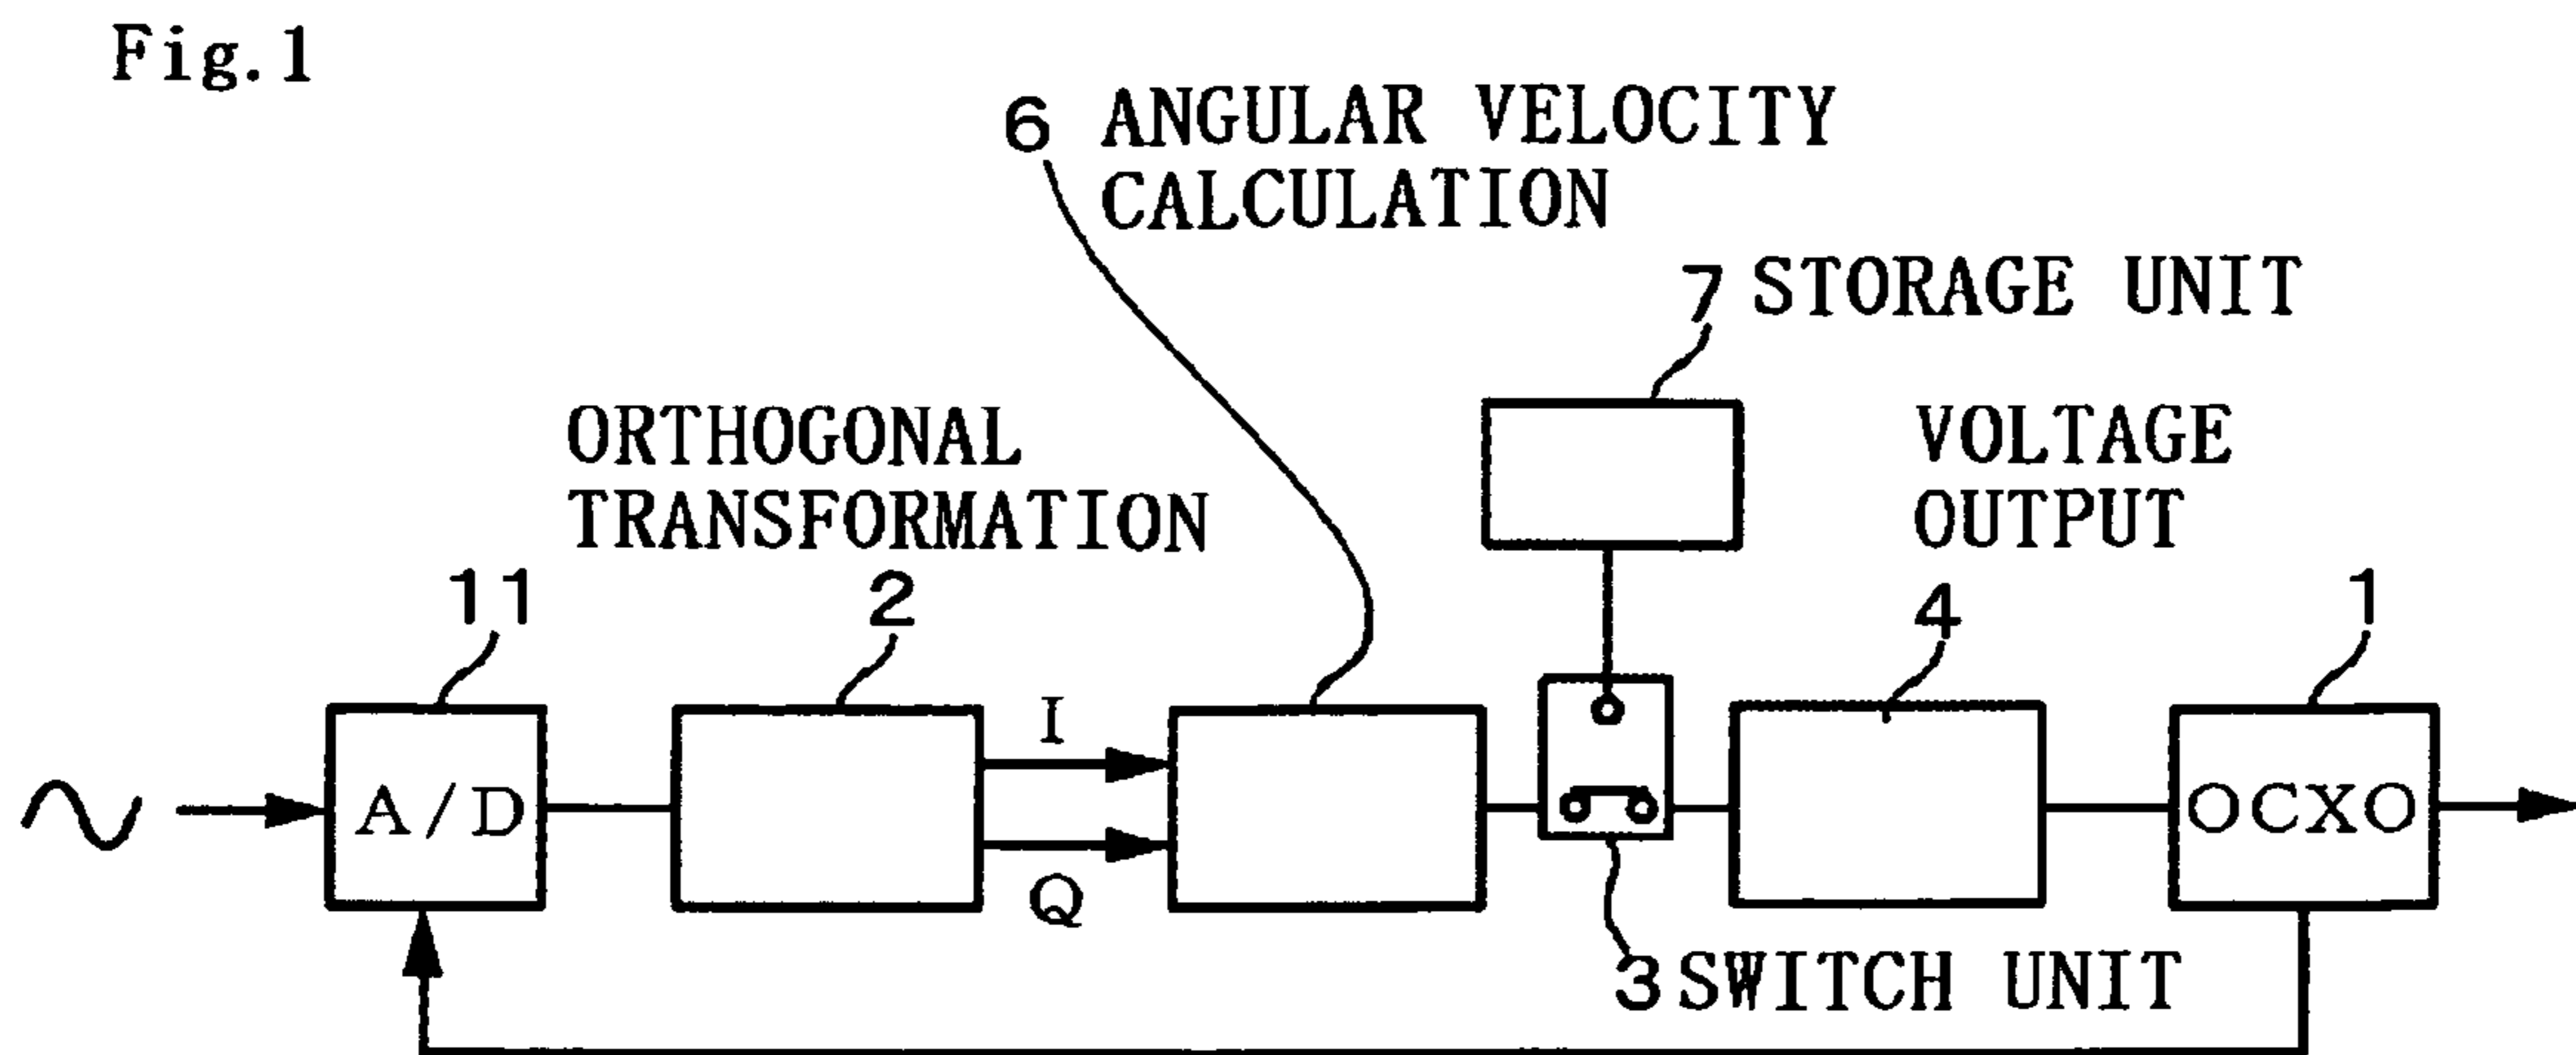 Fig.1
6 ANGULAR VELOCITY
CALCULATION
7 STORAGE UNIT
ORTHOGONAL
TRANSFORMATION
VOLTAGE
OUTPUT
11
2
4
1
I
A/D
OCXO
Q
3 SWITCH UNIT